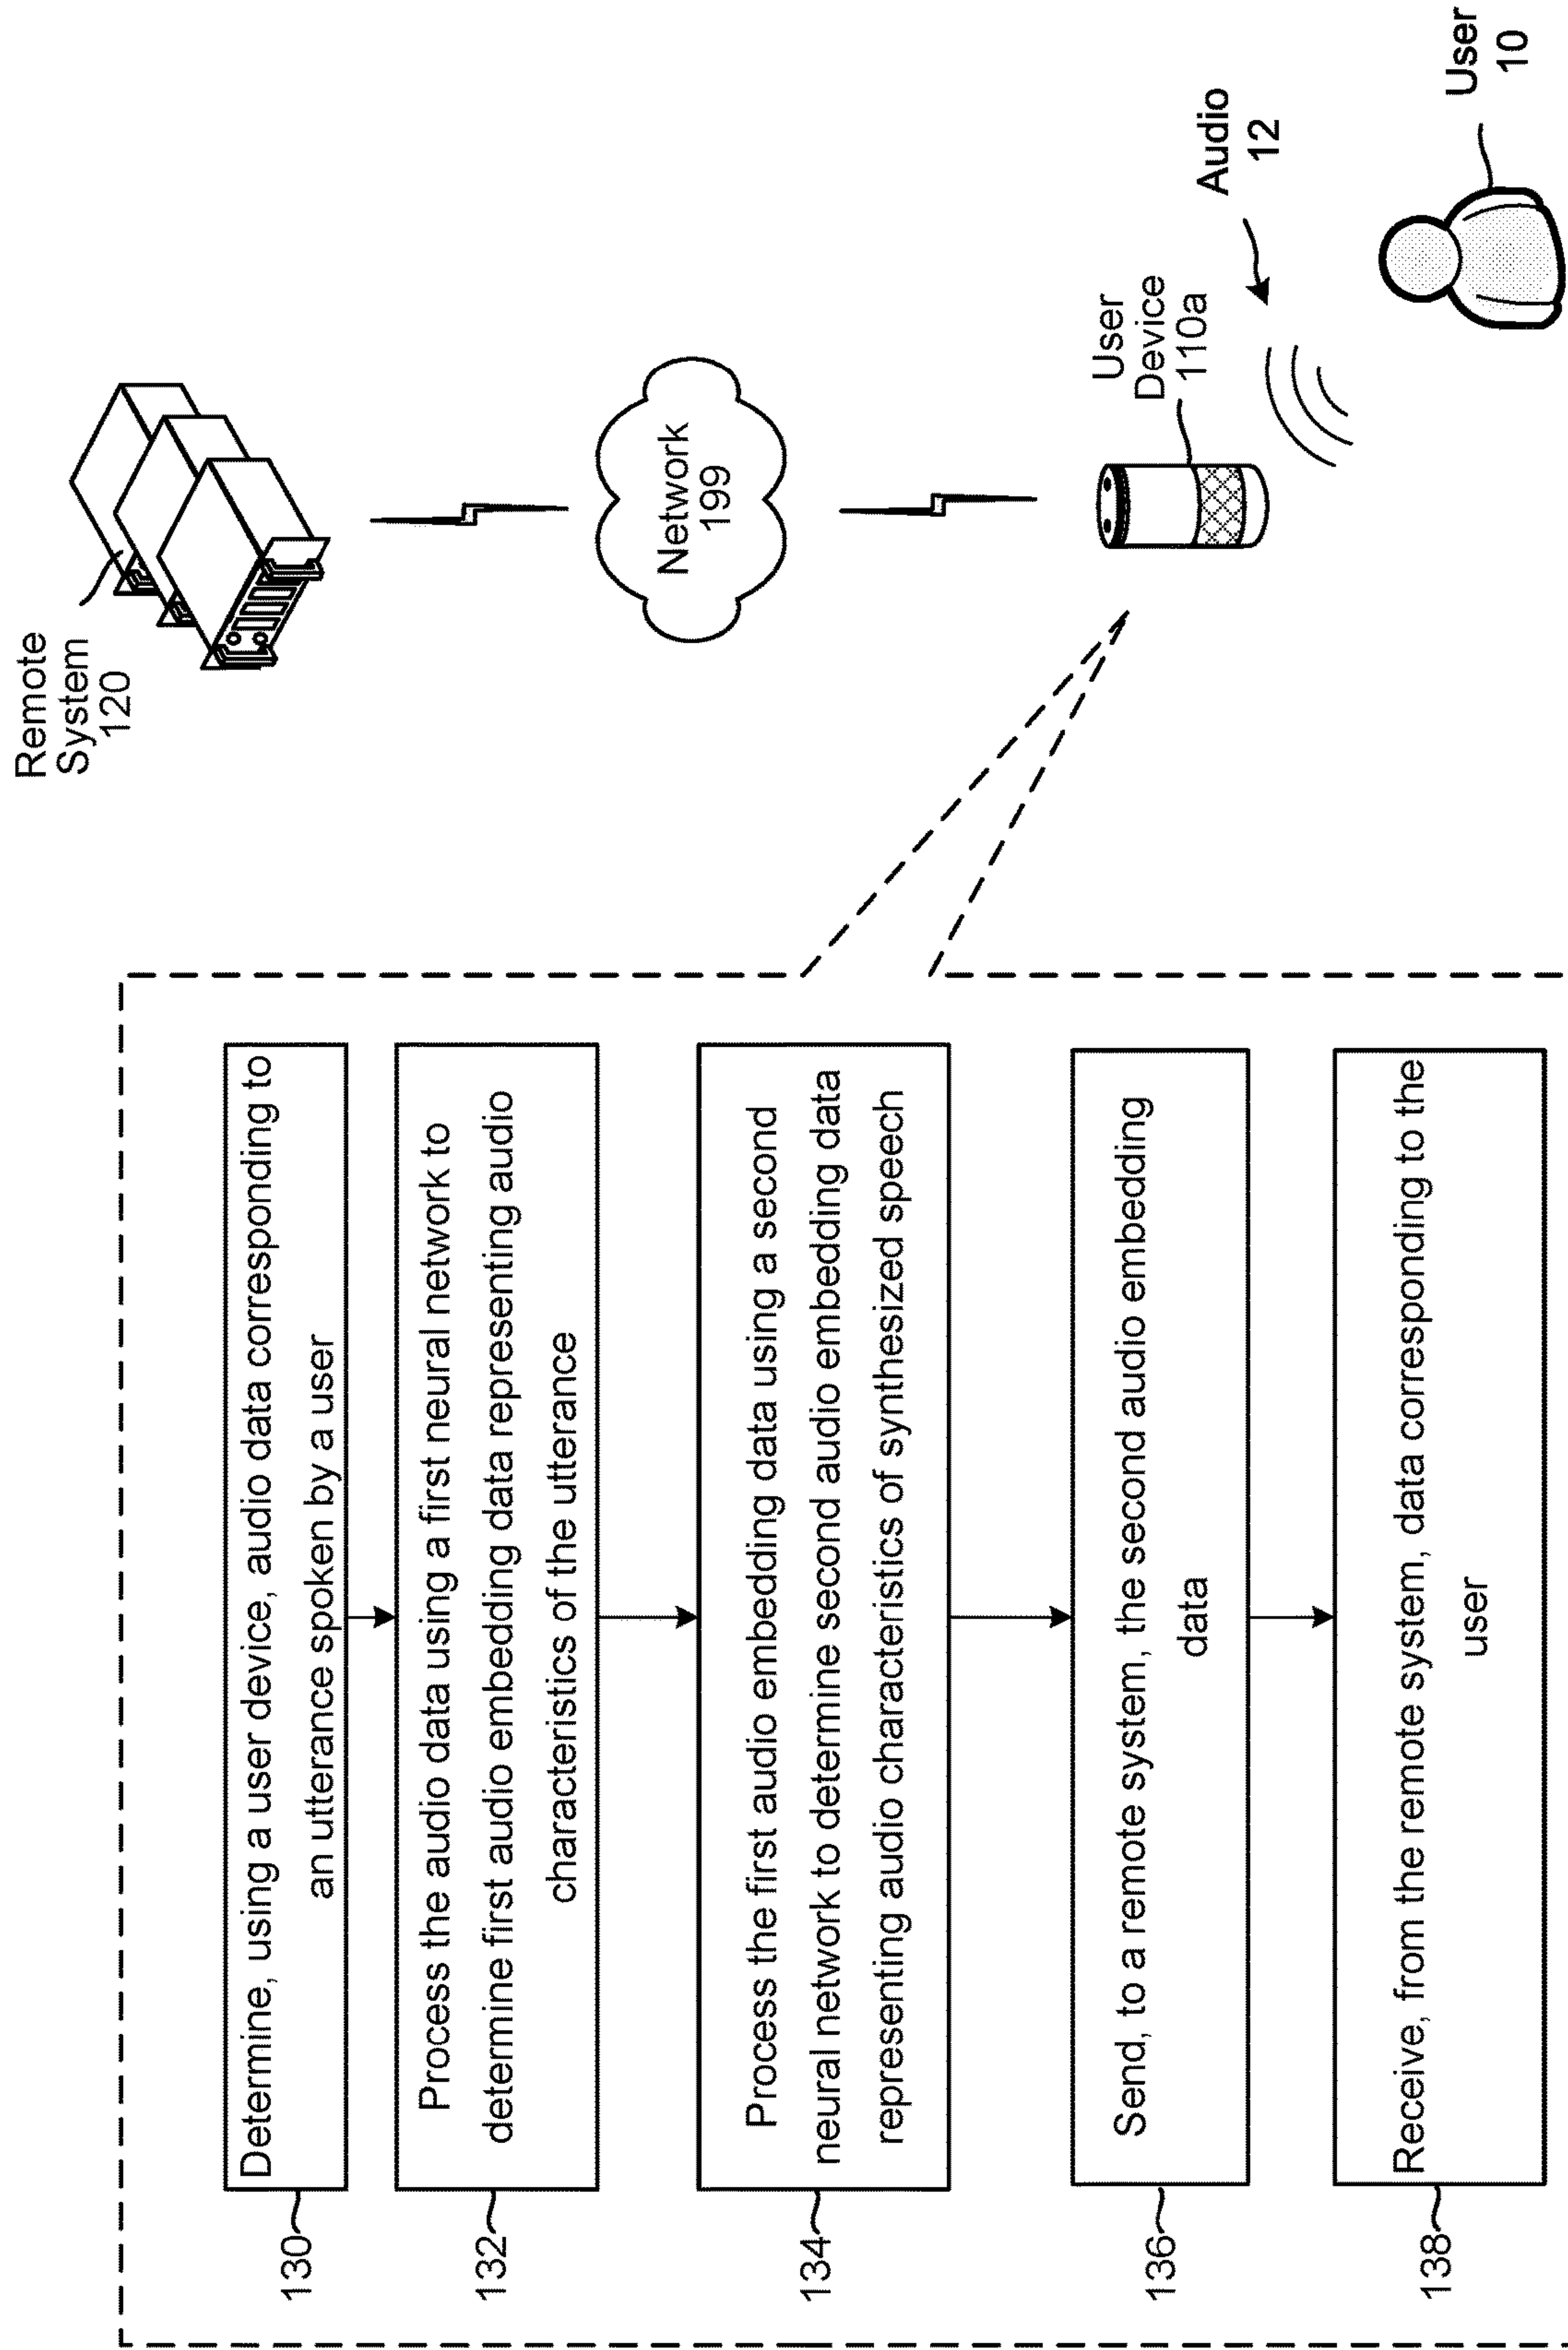 130
Determine, using a user device, audio data corresponding to
an utterance spoken by a user
132
Process the audio data using a first neural network to
determine first audio embedding data representing audio
characteristics of the utterance
134
Process the first audio embedding data using a second
neural network to determine second audio embedding data
representing audio characteristics of synthesized speech
136
Send, to a remote system, the second audio embedding
data
138
Receive, from the remote system, data corresponding to the
user
Remote
System
120
Network
199
User
Device
110a
Audio
12
User
10